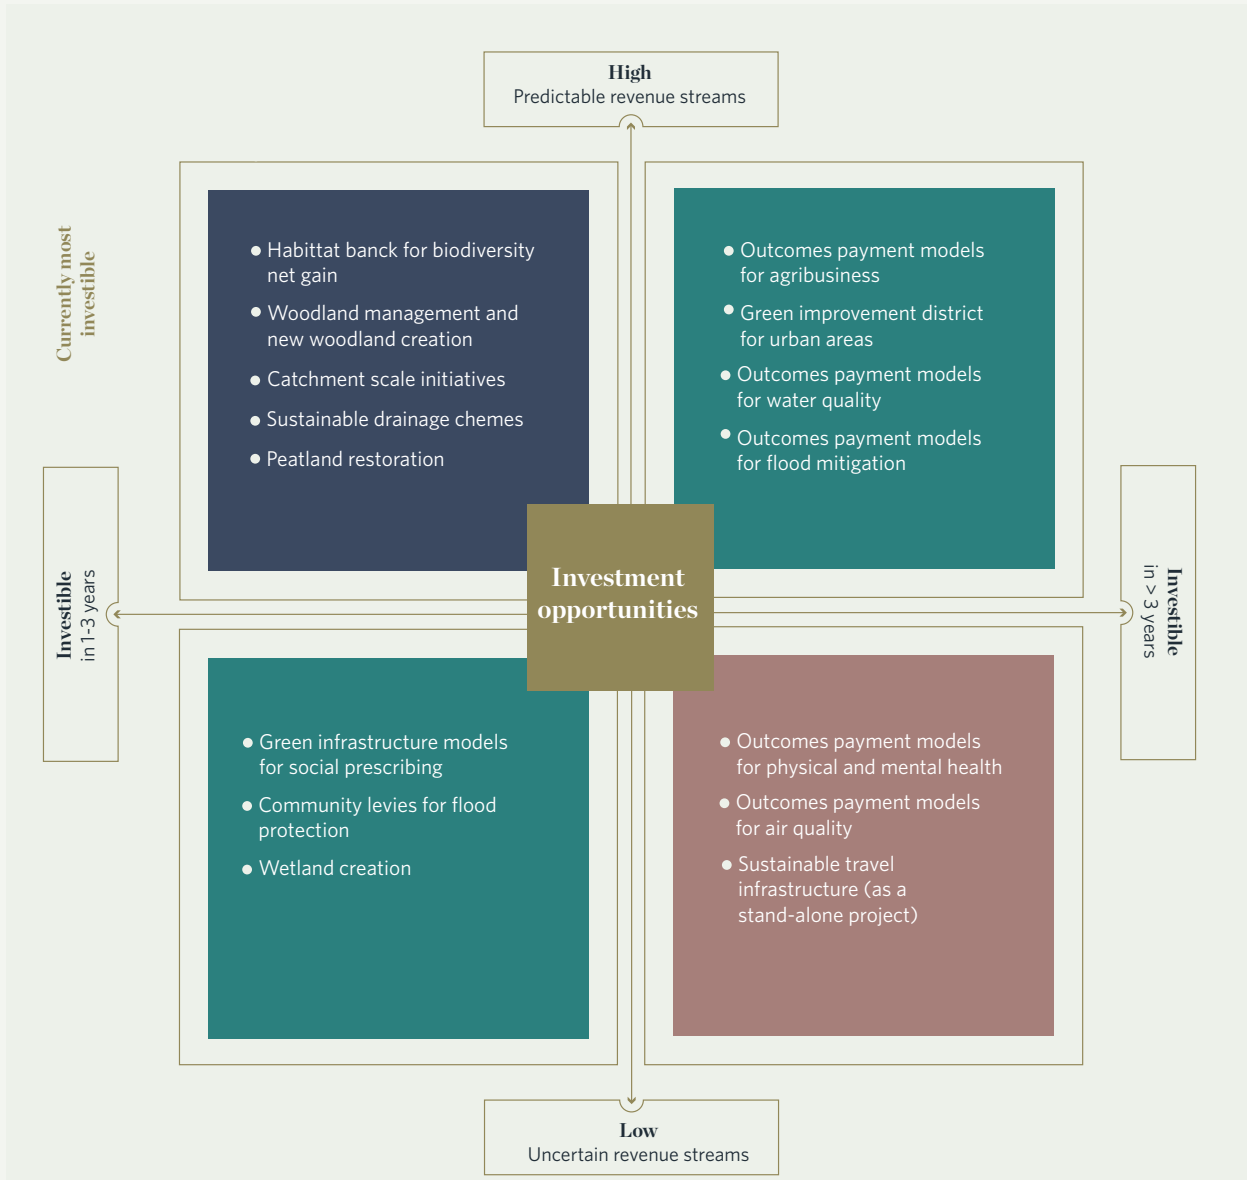 High
Predictable revenue streams
Currently most
investible
Habittat banck for biodiversity
net gain
Woodland management and
new woodland creation
Catchment scale initiatives
Sustainable drainage chemes
Peatland restoration
Outcomes payment models
for agribusiness
Green improvement district
for urban areas
Outcomes payment models
for water quality
Outcomes payment models
for flood mitigation
Investible
in 1-3 years
Investment
opportunities
Investible
in > 3 years
Green infrastructure models
for social prescribing
Community levies for flood
protection
Wetland creation
Outcomes payment models
for physical and mental health
Outcomes payment models
for air quality
Sustainable travel
infrastructure (as a
stand-alone project)
Low
Uncertain revenue streams